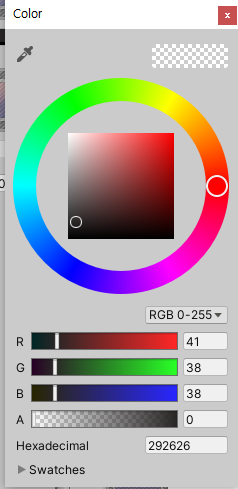 Color
x
RGB 0-255
R 41
G 38
B 38
A 0
Hexadecimal 292626
Swatches